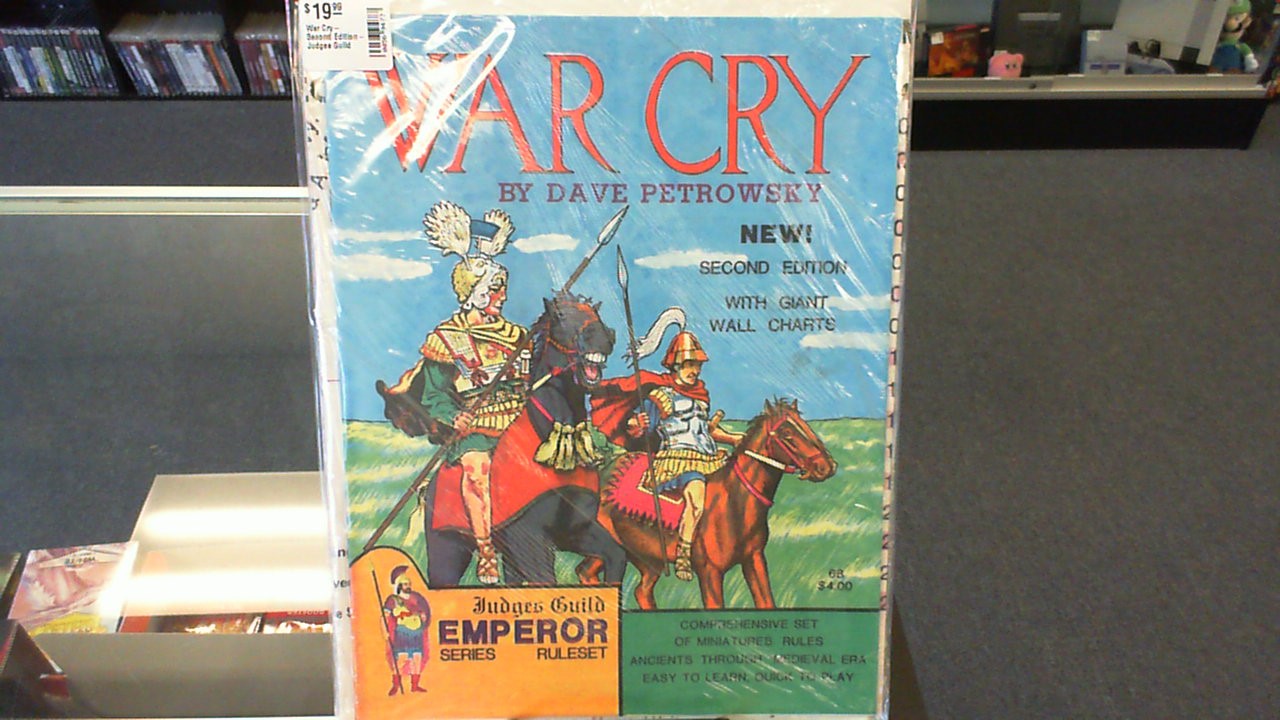 $19.99
War Cry -
Second Edition -
Judges Guild
WAR CRY
BY DAVE PETROWSKY
NEW!
SECOND EDITION
WITH GIANT
WALL CHARTS
6B
$4.00
Judges Guild
EMPEROR
SERIES RULESET
COMPREHENSIVE SET
OF MINIATURES RULES
ANCIENTS THROUGH MEDIEVAL ERA
EASY TO LEARN, QUICK TO PLAY